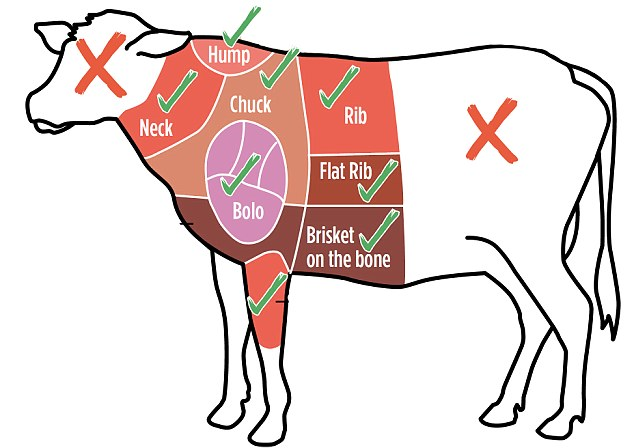 Hump
Chuck
Neck
Rib
Flat Rib
Bolo
Brisket
on the bone